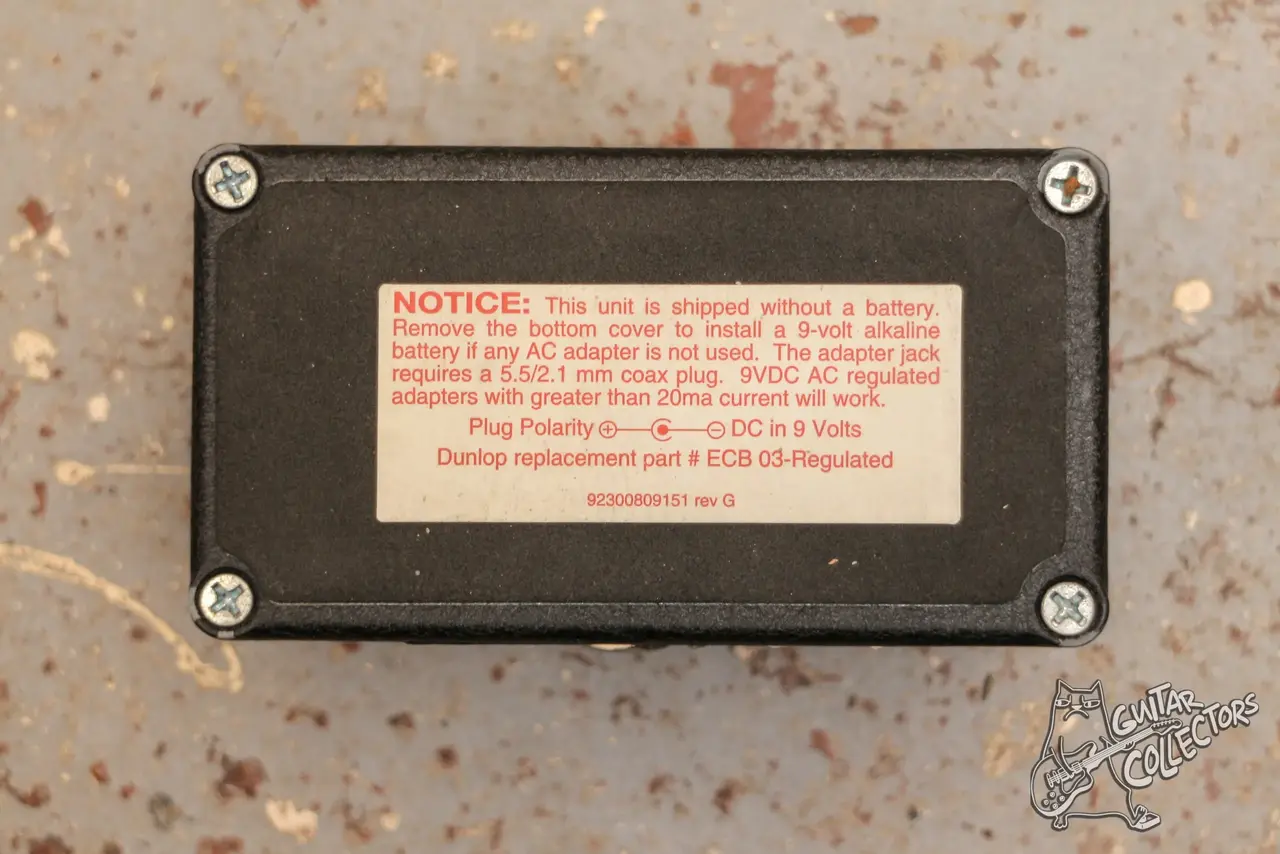 NOTICE: This unit is shipped without a battery.
Remove the bottom cover to install a 9-volt alkaline
battery if any AC adapter is not used. The adapter jack
requires a 5.5/2.1 mm coax plug. 9VDC AC regulated
adapters with greater than 20ma current will work.
Plug Polarity + - DC in 9 Volts
Dunlop replacement part # ECB 03-Regulated
92300809151 rev G
GUITAR
COLLECTORS